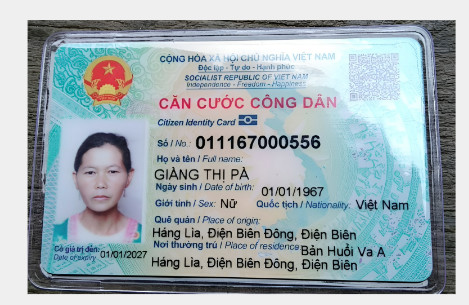 CỘNG HÒA XÃ HỘI CHỦ NGHĨA VIỆT NAM
Độc lập - Tự do - Hạnh phúc
SOCIALIST REPUBLIC OF VIET NAM
Independence - Freedom - Happiness
CĂN CƯỚC CÔNG DÂN
Citizen Identity Card
Số / No.: 011167000556
Họ và tên / Full name:
GIÀNG THỊ PÀ
Ngày sinh / Date of birth: 01/01/1967
Giới tính / Sex: Nữ Quốc tịch / Nationality: Việt Nam
Quê quán / Place of origin:
Háng Lìa, Điện Biên Đông, Điện Biên
Nơi thường trú / Place of residence: Bản Huổi Va A
Háng Lìa, Điện Biên Đông, Điện Biên
Có giá trị đến: 01/01/2027
Date of expiry